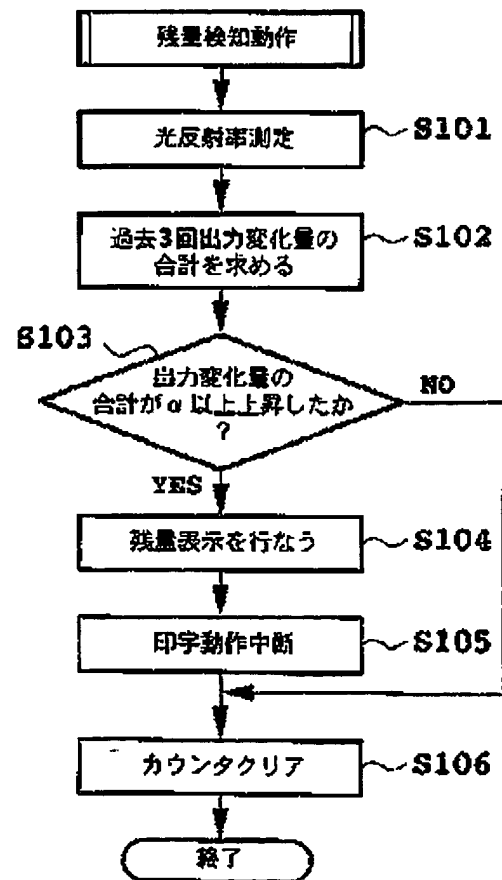 残量検知動作
光反射率測定
S101
過去3回出力変化量の
合計を求める
S102
S103
出力変化量の
合計がα以上上昇したか
?
NO
YES
残量表示を行なう
S104
印字動作中断
S105
カウンタクリア
S106
終了